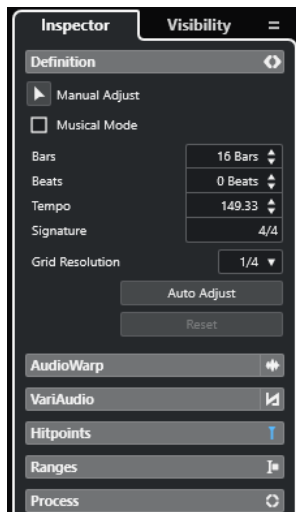 Inspector Visibility
Definition
Manual Adjust
Musical Mode
Bars 16 Bars
Beats 0 Beats
Tempo 149.33
Signature 4/4
Grid Resolution 1/4
Auto Adjust
Reset
AudioWarp
VariAudio
Hitpoints
Ranges
Process